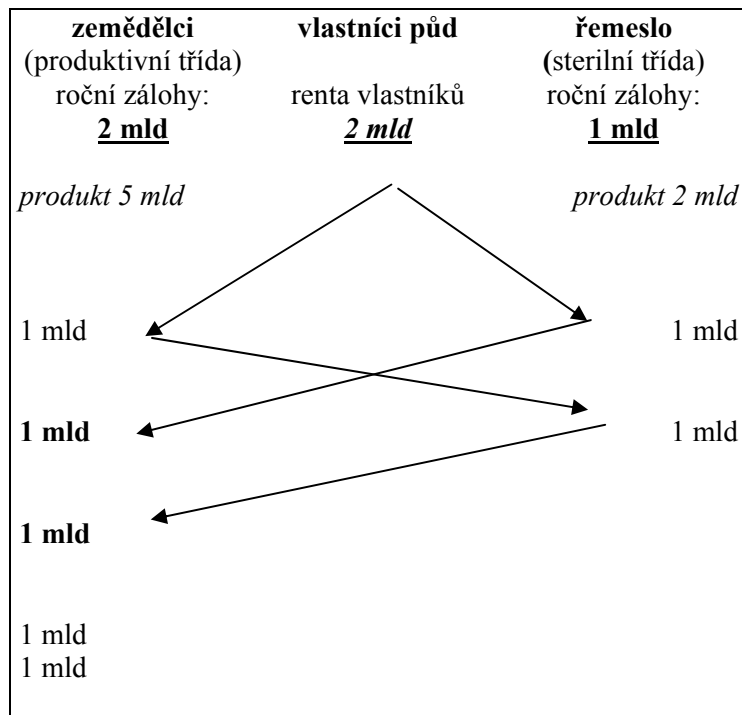 zemědělci vlastníci půd řemeslo
(produktivní třída) (sterilní třída)
roční zálohy: renta vlastníků roční zálohy:
2 mld 2 mld 1 mld
produkt 5 mld produkt 2 mld
1 mld 1 mld
1 mld 1 mld
1 mld
1 mld
1 mld